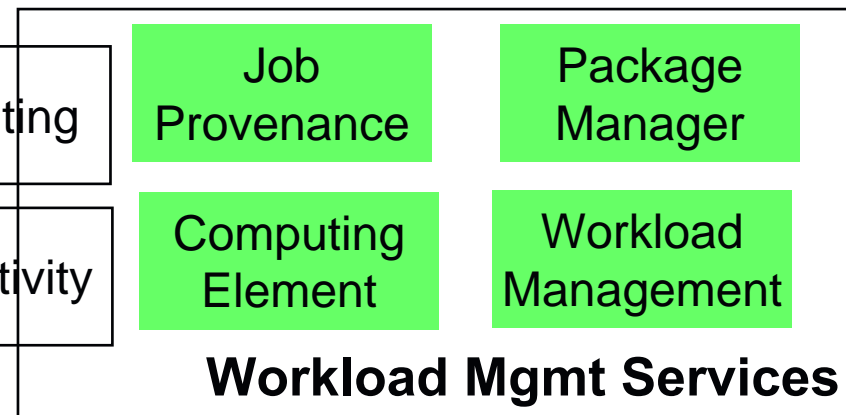 Job
Provenance
Package
Manager
ting
Computing
Element
Workload
Management
tivity
Workload Mgmt Services